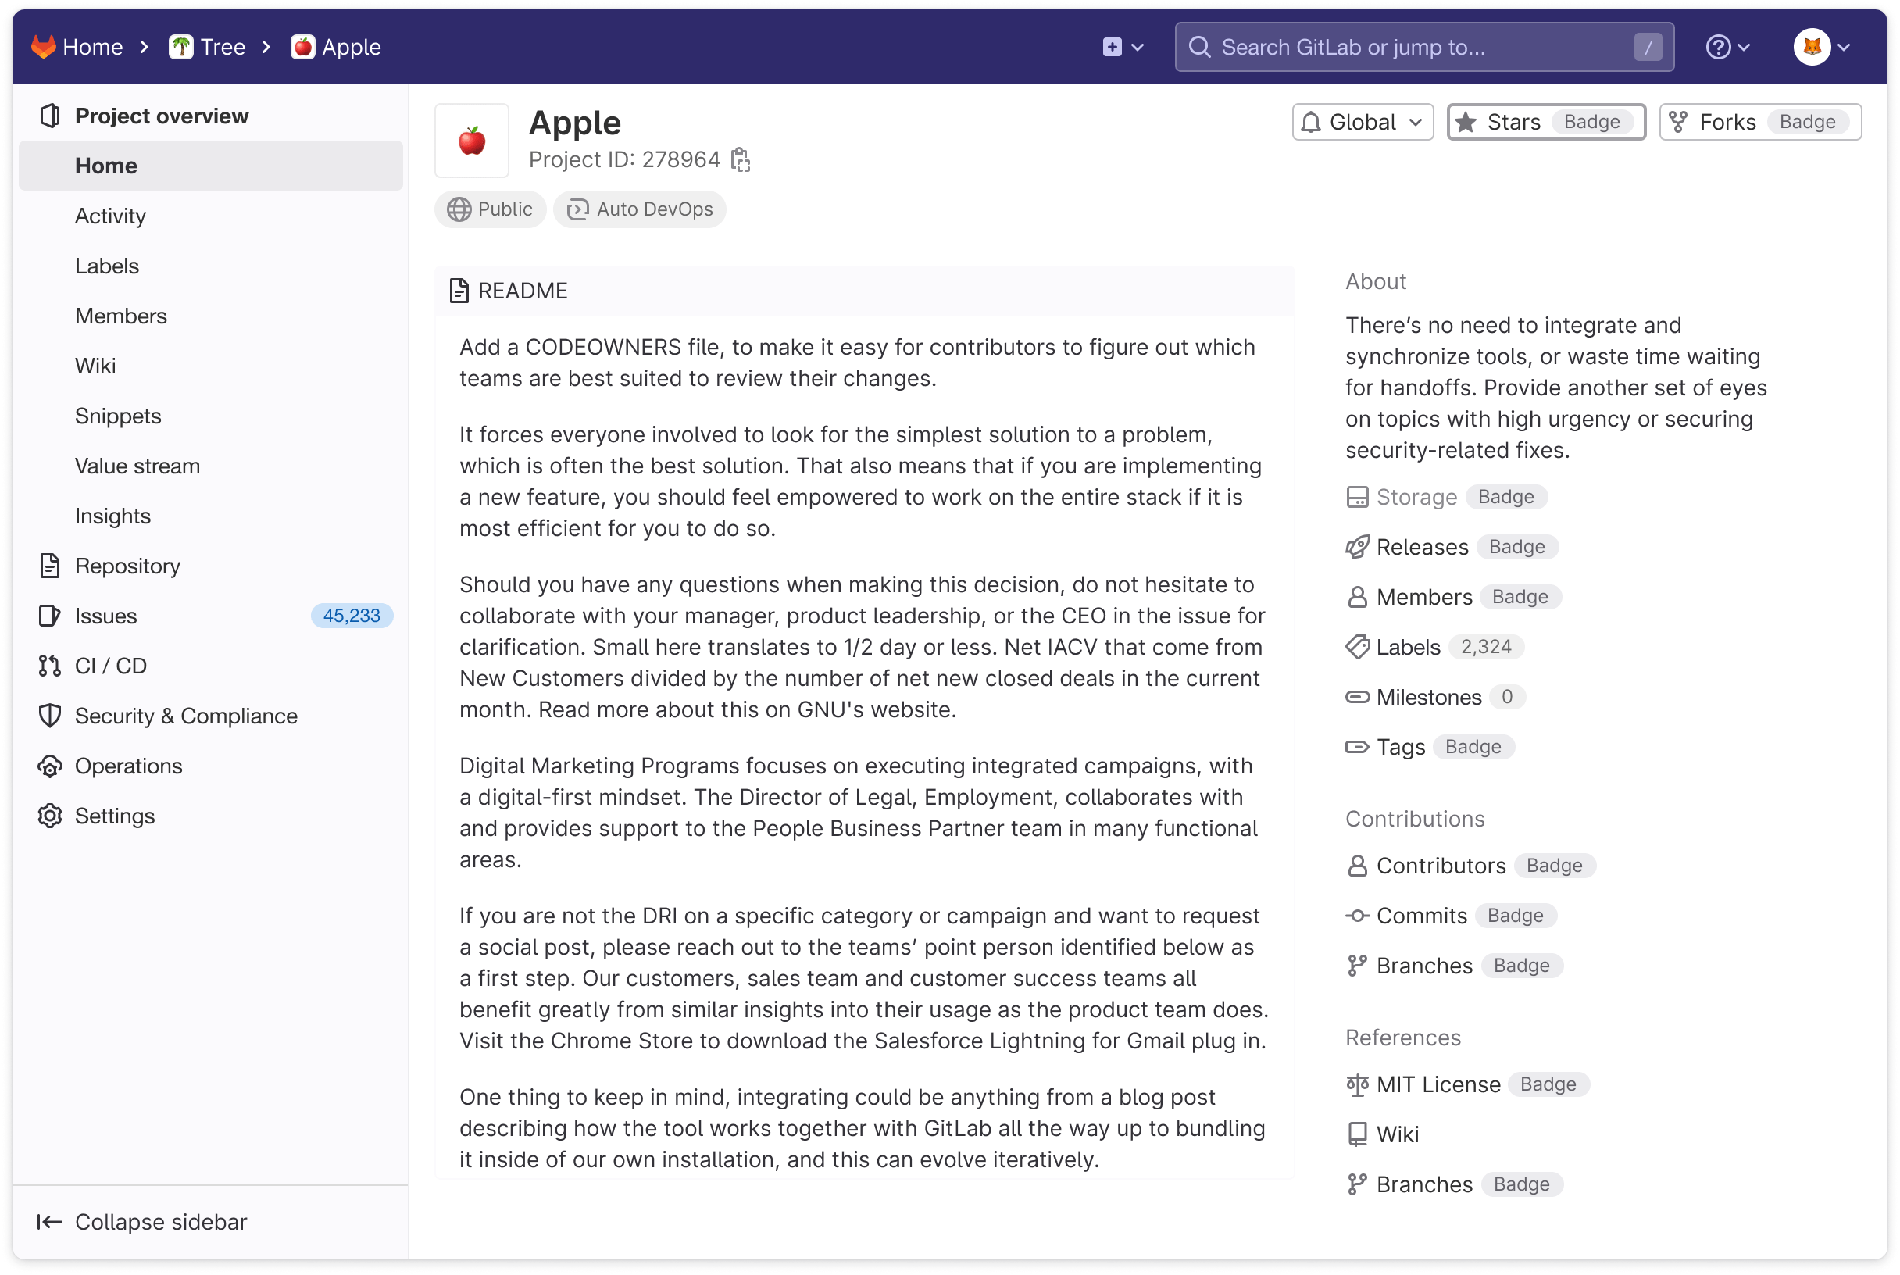 Home > Tree > Apple
Search GitLab or jump to... /
Project overview
Home
Activity
Labels
Members
Wiki
Snippets
Value stream
Insights
Repository
Issues 45,233
CI / CD
Security & Compliance
Operations
Settings
Collapse sidebar
Apple
Project ID: 278964
Global
Stars Badge
Forks Badge
Public
Auto DevOps
README
Add a CODEOWNERS file, to make it easy for contributors to figure out which
teams are best suited to review their changes.
It forces everyone involved to look for the simplest solution to a problem,
which is often the best solution. That also means that if you are implementing
a new feature, you should feel empowered to work on the entire stack if it is
most efficient for you to do so.
Should you have any questions when making this decision, do not hesitate to
collaborate with your manager, product leadership, or the CEO in the issue for
clarification. Small here translates to 1/2 day or less. Net IACV that come from
New Customers divided by the number of net new closed deals in the current
month. Read more about this on GNU's website.
Digital Marketing Programs focuses on executing integrated campaigns, with
a digital-first mindset. The Director of Legal, Employment, collaborates with
and provides support to the People Business Partner team in many functional
areas.
If you are not the DRI on a specific category or campaign and want to request
a social post, please reach out to the teams’ point person identified below as
a first step. Our customers, sales team and customer success teams all
benefit greatly from similar insights into their usage as the product team does.
Visit the Chrome Store to download the Salesforce Lightning for Gmail plug in.
One thing to keep in mind, integrating could be anything from a blog post
describing how the tool works together with GitLab all the way up to bundling
it inside of our own installation, and this can evolve iteratively.
About
There’s no need to integrate and
synchronize tools, or waste time waiting
for handoffs. Provide another set of eyes
on topics with high urgency or securing
security-related fixes.
Storage Badge
Releases Badge
Members Badge
Labels 2,324
Milestones 0
Tags Badge
Contributions
Contributors Badge
Commits Badge
Branches Badge
References
MIT License Badge
Wiki
Branches Badge